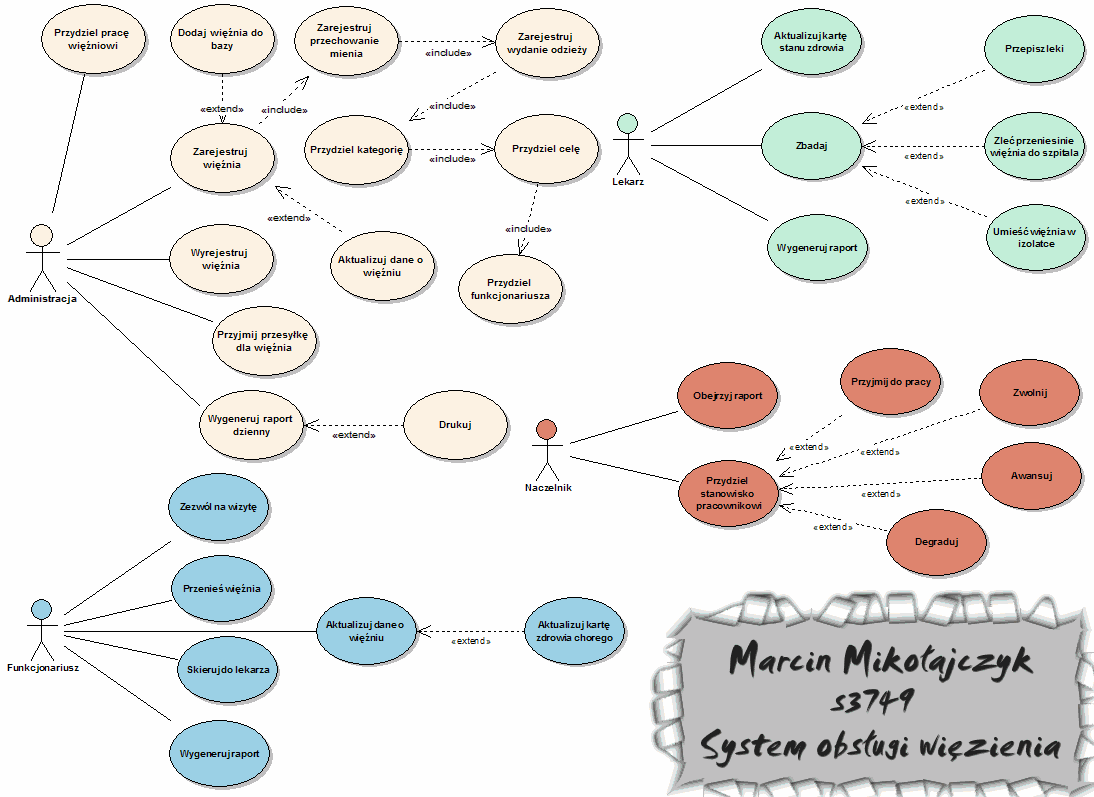 Przydziel pracę
więźniowi
Dodaj więźnia do
bazy
Zarejestruj
przechowanie
mienia
«include»
Zarejestruj
wydanie odzieży
«extend»
«include»
«include»
Zarejestruj
więźnia
Przydziel kategorię
«include»
Przydziel celę
«extend»
Aktualizuj dane o
więźniu
«include»
Przydziel
funkcjonariusza
Administracja
Wyrejestruj
więźnia
Przyjmij przesyłkę
dla więźnia
Wygeneruj raport
dzienny
«extend»
Drukuj
Aktualizuj kartę
stanu zdrowia
Przepisz leki
«extend»
Lekarz
Zbadaj
«extend»
Zleć przeniesinie
więźnia do szpitala
«extend»
Umieść więźnia w
izolatce
Wygeneruj raport
Obejrzyj raport
Przyjmij do pracy
Zwolnij
«extend»
«extend»
Naczelnik
Przydziel
stanowisko
pracownikowi
«extend»
Awansuj
«extend»
Degraduj
Zezwól na wizytę
Przenieś więźnia
Funkcjonariusz
Aktualizuj dane o
więźniu
«extend»
Aktualizuj kartę
zdrowia chorego
Skieruj do lekarza
Wygeneruj raport
Marcin Mikołajczyk
s3749
System obsługi więzienia